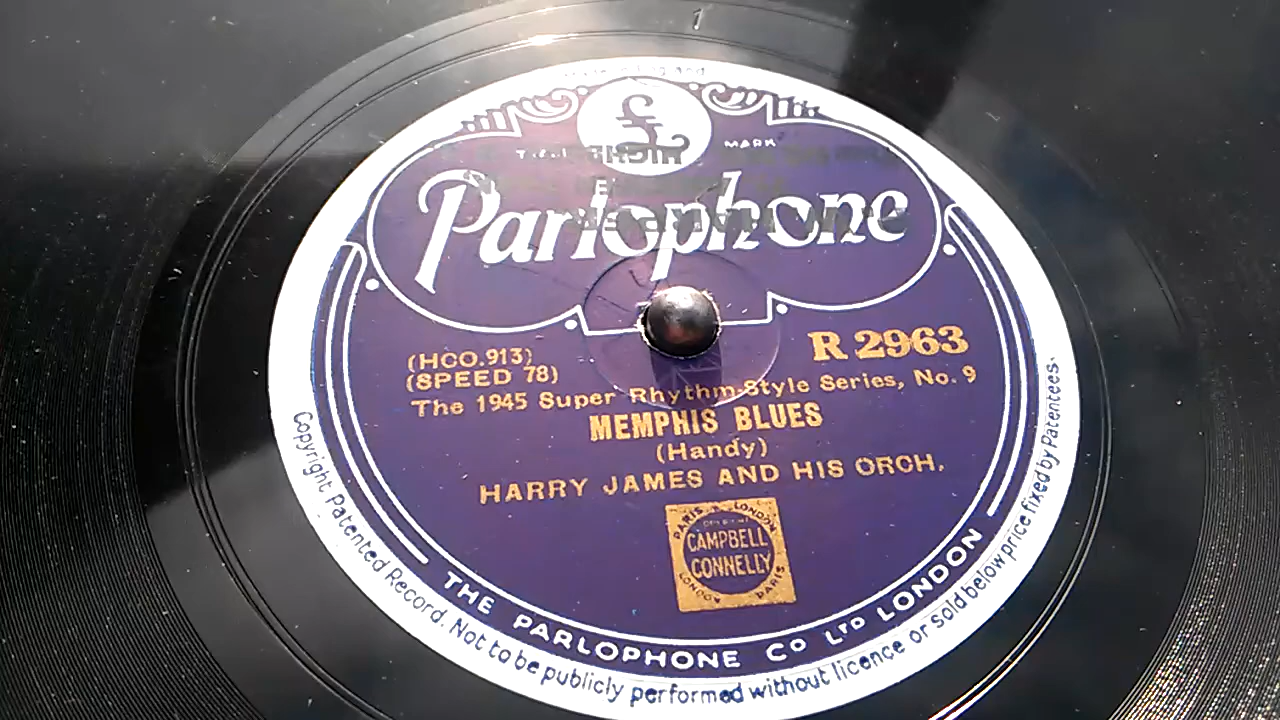 1
TRADE MARK
Parlophone
(HCO.913)
R 2963
(SPEED 78)
The 1945 Super Rhythm-Style Series, No. 9
MEMPHIS BLUES
(Handy)
HARRY JAMES AND HIS ORCH.
PARIS LONDON
CAMPBELL
CONNELLY
LONDON PARIS
THE PARLOPHONE Co LTD LONDON
Copyright. Patented Record. Not to be publicly performed without licence or sold below price fixed by Patentees.